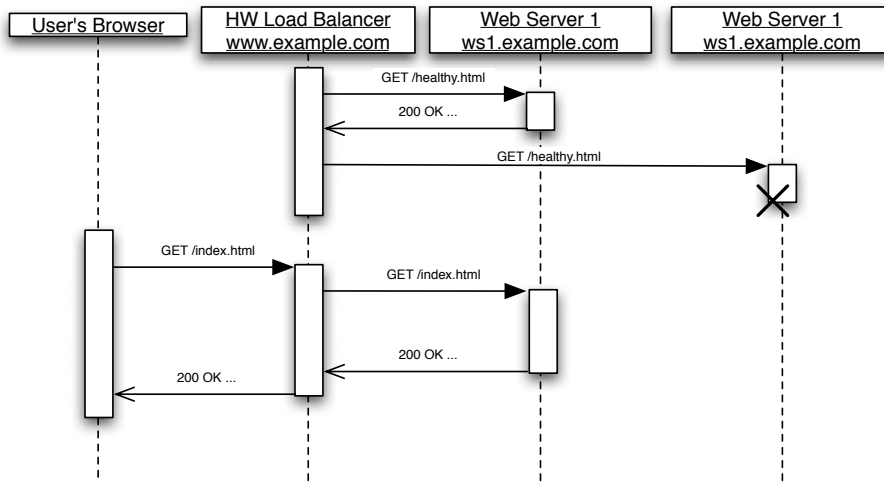 User's Browser
HW Load Balancer
www.example.com
Web Server 1
ws1.example.com
Web Server 1
ws1.example.com
GET /healthy.html
200 OK ...
GET /healthy.html
GET /index.html
GET /index.html
200 OK ...
200 OK ...